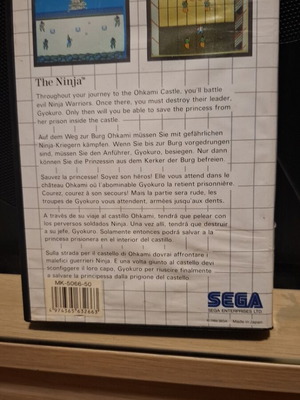 The Ninja™
Throughout your journey to the Ohkami Castle, you'll battle
evil Ninja Warriors. Once there, you must destroy their leader,
Gyokuro. Only then will you be able to save the princess from
her prison inside the castle.
Auf dem Weg zur Burg Ohkami müssen Sie mit gefährlichen
Ninja Kriegern kämpfen. Wenn Sie bis zur Burg vorgedrungen
sind, müssen Sie den Anführer, Gyokuro, besiegen. Nur dann
können Sie die Prinzessin aus dem Kerker der Burg befreien.
Sauvez la princesse! Soyez son héros! Elle vous attend dans le
château Ohkami où l'abominable Gyokuro la retient prisonnière.
Courez, courez à son secours! Mais la partie sera rude, les
troupes de Gyokuro vous attendent, armées jusqu'aux dents.
A través de su viaje al castillo Ohkami, tendrá que pelear con
los perversos soldados Ninja. Una vez allí, tendrá que destruir
a su jefe, Gyokuro. Solamente entonces podrá salvar a la
princesa prisionera en el interior del castillo.
Sulla strada per il castello di Ohkami dovrai affrontare i
malefici guerrieri Ninja. E una volta giunto al castello devi
sconfiggere il loro capo, Gyokuro per riuscire finalmente
a salvare la principessa dalla prigione del castello.
MK-5066-50
4 974365 632663
SEGA
SEGA ENTERPRISES LTD.
Made in Japan